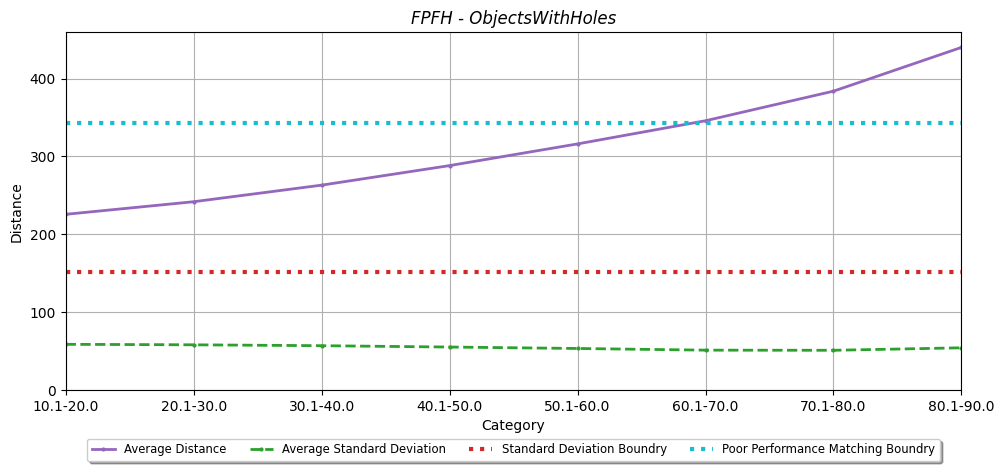 FPFH - ObjectsWithHoles
400
300
200
100
0
Distance
10.1-20.0 20.1-30.0 30.1-40.0 40.1-50.0 50.1-60.0 60.1-70.0 70.1-80.0 80.1-90.0
Category
Average Distance Average Standard Deviation Standard Deviation Boundry Poor Performance Matching Boundry